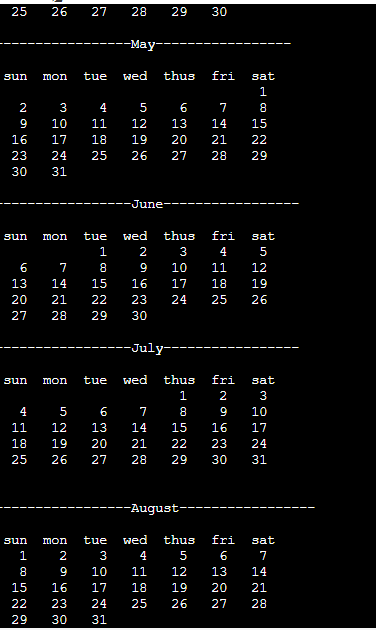 25 26 27 28 29 30
-----------------May-----------------
sun mon tue wed thus fri sat
1
2 3 4 5 6 7 8
9 10 11 12 13 14 15
16 17 18 19 20 21 22
23 24 25 26 27 28 29
30 31
-----------------June-----------------
sun mon tue wed thus fri sat
1 2 3 4 5
6 7 8 9 10 11 12
13 14 15 16 17 18 19
20 21 22 23 24 25 26
27 28 29 30
-----------------July-----------------
sun mon tue wed thus fri sat
1 2 3
4 5 6 7 8 9 10
11 12 13 14 15 16 17
18 19 20 21 22 23 24
25 26 27 28 29 30 31
-----------------August-----------------
sun mon tue wed thus fri sat
1 2 3 4 5 6 7
8 9 10 11 12 13 14
15 16 17 18 19 20 21
22 23 24 25 26 27 28
29 30 31